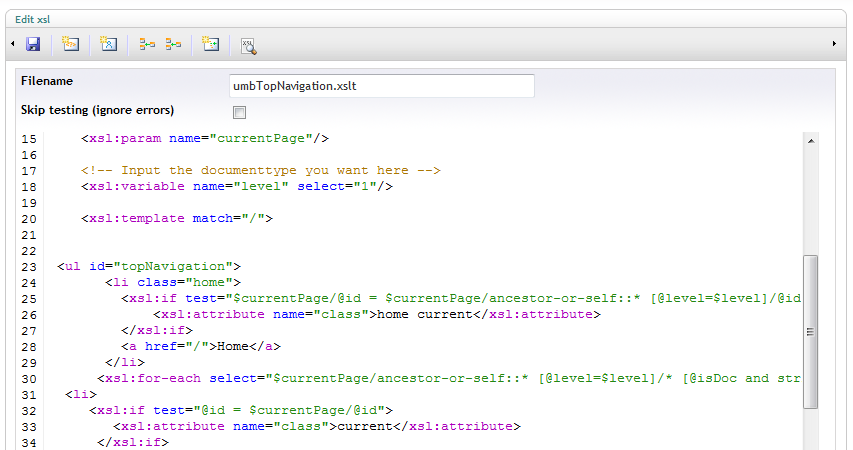 Edit xsl
Filename umbTopNavigation.xslt
Skip testing (ignore errors)
15 <xsl:param name="currentPage"/>
16
17 <!-- Input the documenttype you want here -->
18 <xsl:variable name="level" select="1"/>
19
20 <xsl:template match="/">
21
22
23 <ul id="topNavigation">
24 <li class="home">
25 <xsl:if test="$currentPage/@id = $currentPage/ancestor-or-self::* [@level=$level]/@id
26 <xsl:attribute name="class">home current</xsl:attribute>
27 </xsl:if>
28 <a href="/">Home</a>
29 </li>
30 <xsl:for-each select="$currentPage/ancestor-or-self::* [@level=$level]/* [@isDoc and str
31 <li>
32 <xsl:if test="@id = $currentPage/@id">
33 <xsl:attribute name="class">current</xsl:attribute>
34 </xsl:if>